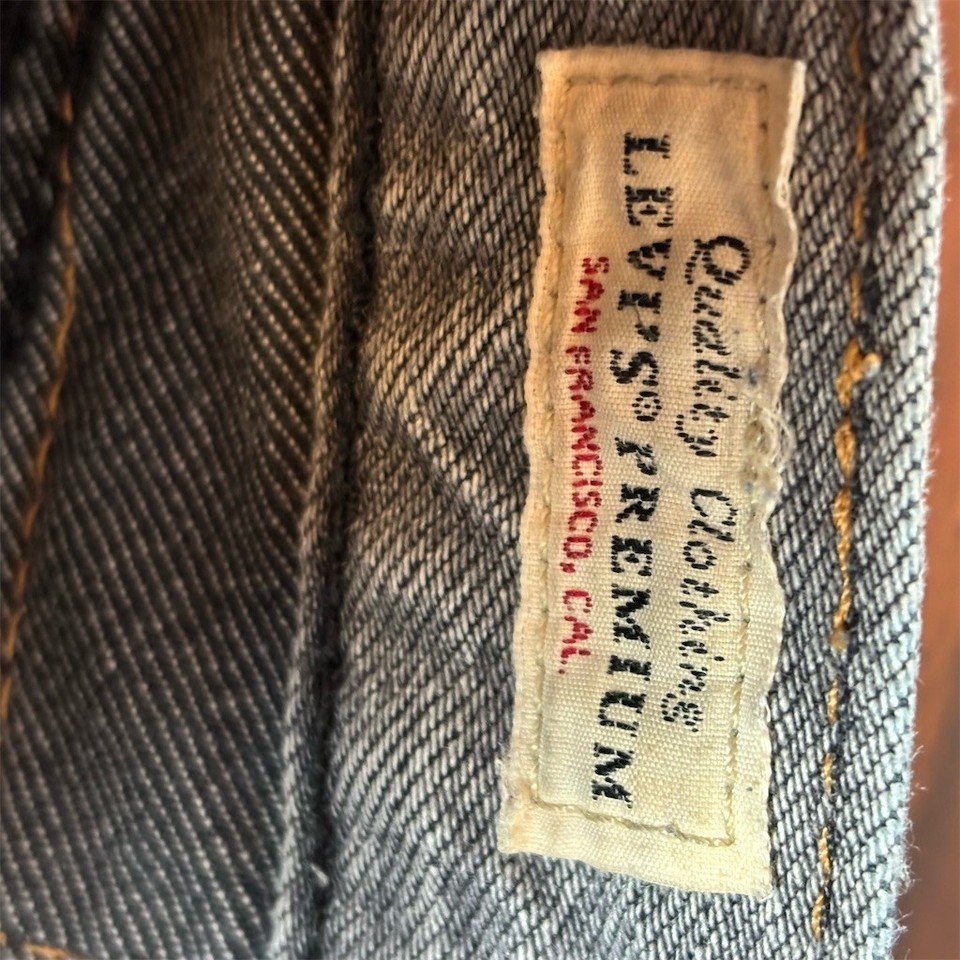 Quality Clothing
LEVI'S® PREMIUM
SAN FRANCISCO, CAL.